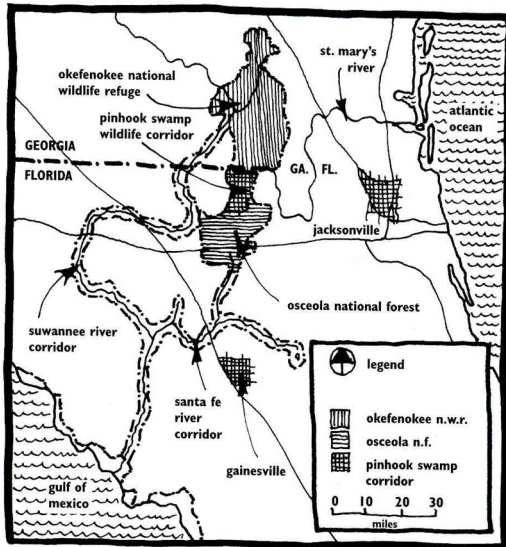 st. mary's
river
okefenokee national
wildlife refuge
pinhook swamp
wildlife corridor
atlantic
ocean
GEORGIA
FLORIDA
GA.
FL.
jacksonville
osceola national forest
suwannee river
corridor
santa fe
river
corridor
gainesville
gulf of
mexico
legend
okefenokee n.w.r.
osceola n.f.
pinhook swamp
corridor
0 10 20 30
miles